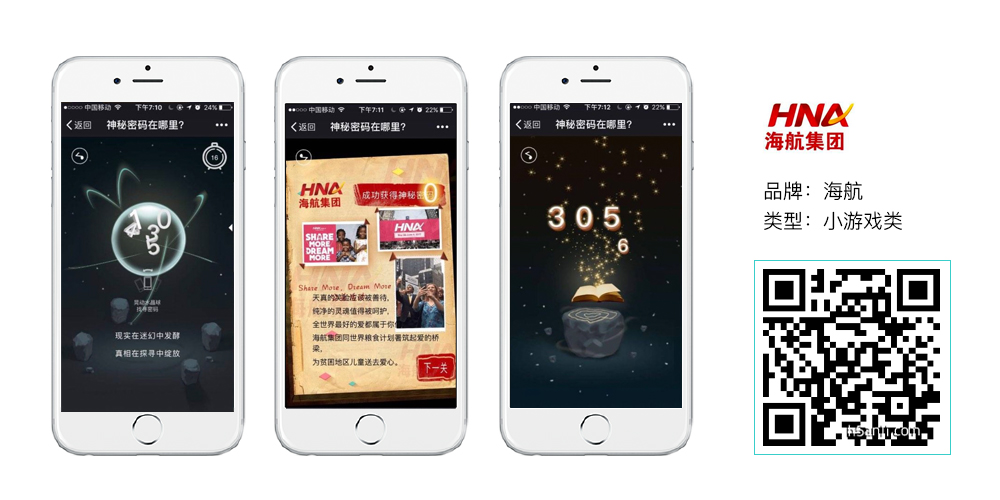 中国移动 下午7:10 24%
返回 神秘密码在哪里? •••
16
0
3
5
晃动水晶球
找寻密码
现实在迷幻中发酵
真相在探寻中绽放
中国移动 下午7:11 22%
返回 神秘密码在哪里? •••
HNA
海航集团
成功获得神秘密
0
SHARE
MORE
DREAM
MORE
HNA
Share More, Dream More
天真的笑脸应该被善待,
纯净的灵魂值得被呵护,
全世界最好的爱都属于你
海航集团同世界粮食计划署筑起爱的桥
梁,
为贫困地区儿童送去爱心。
下一关
中国移动 下午7:12 22%
返回 神秘密码在哪里? •••
305
6
HNA
海航集团
品牌：海航
类型：小游戏类
h5anli.com